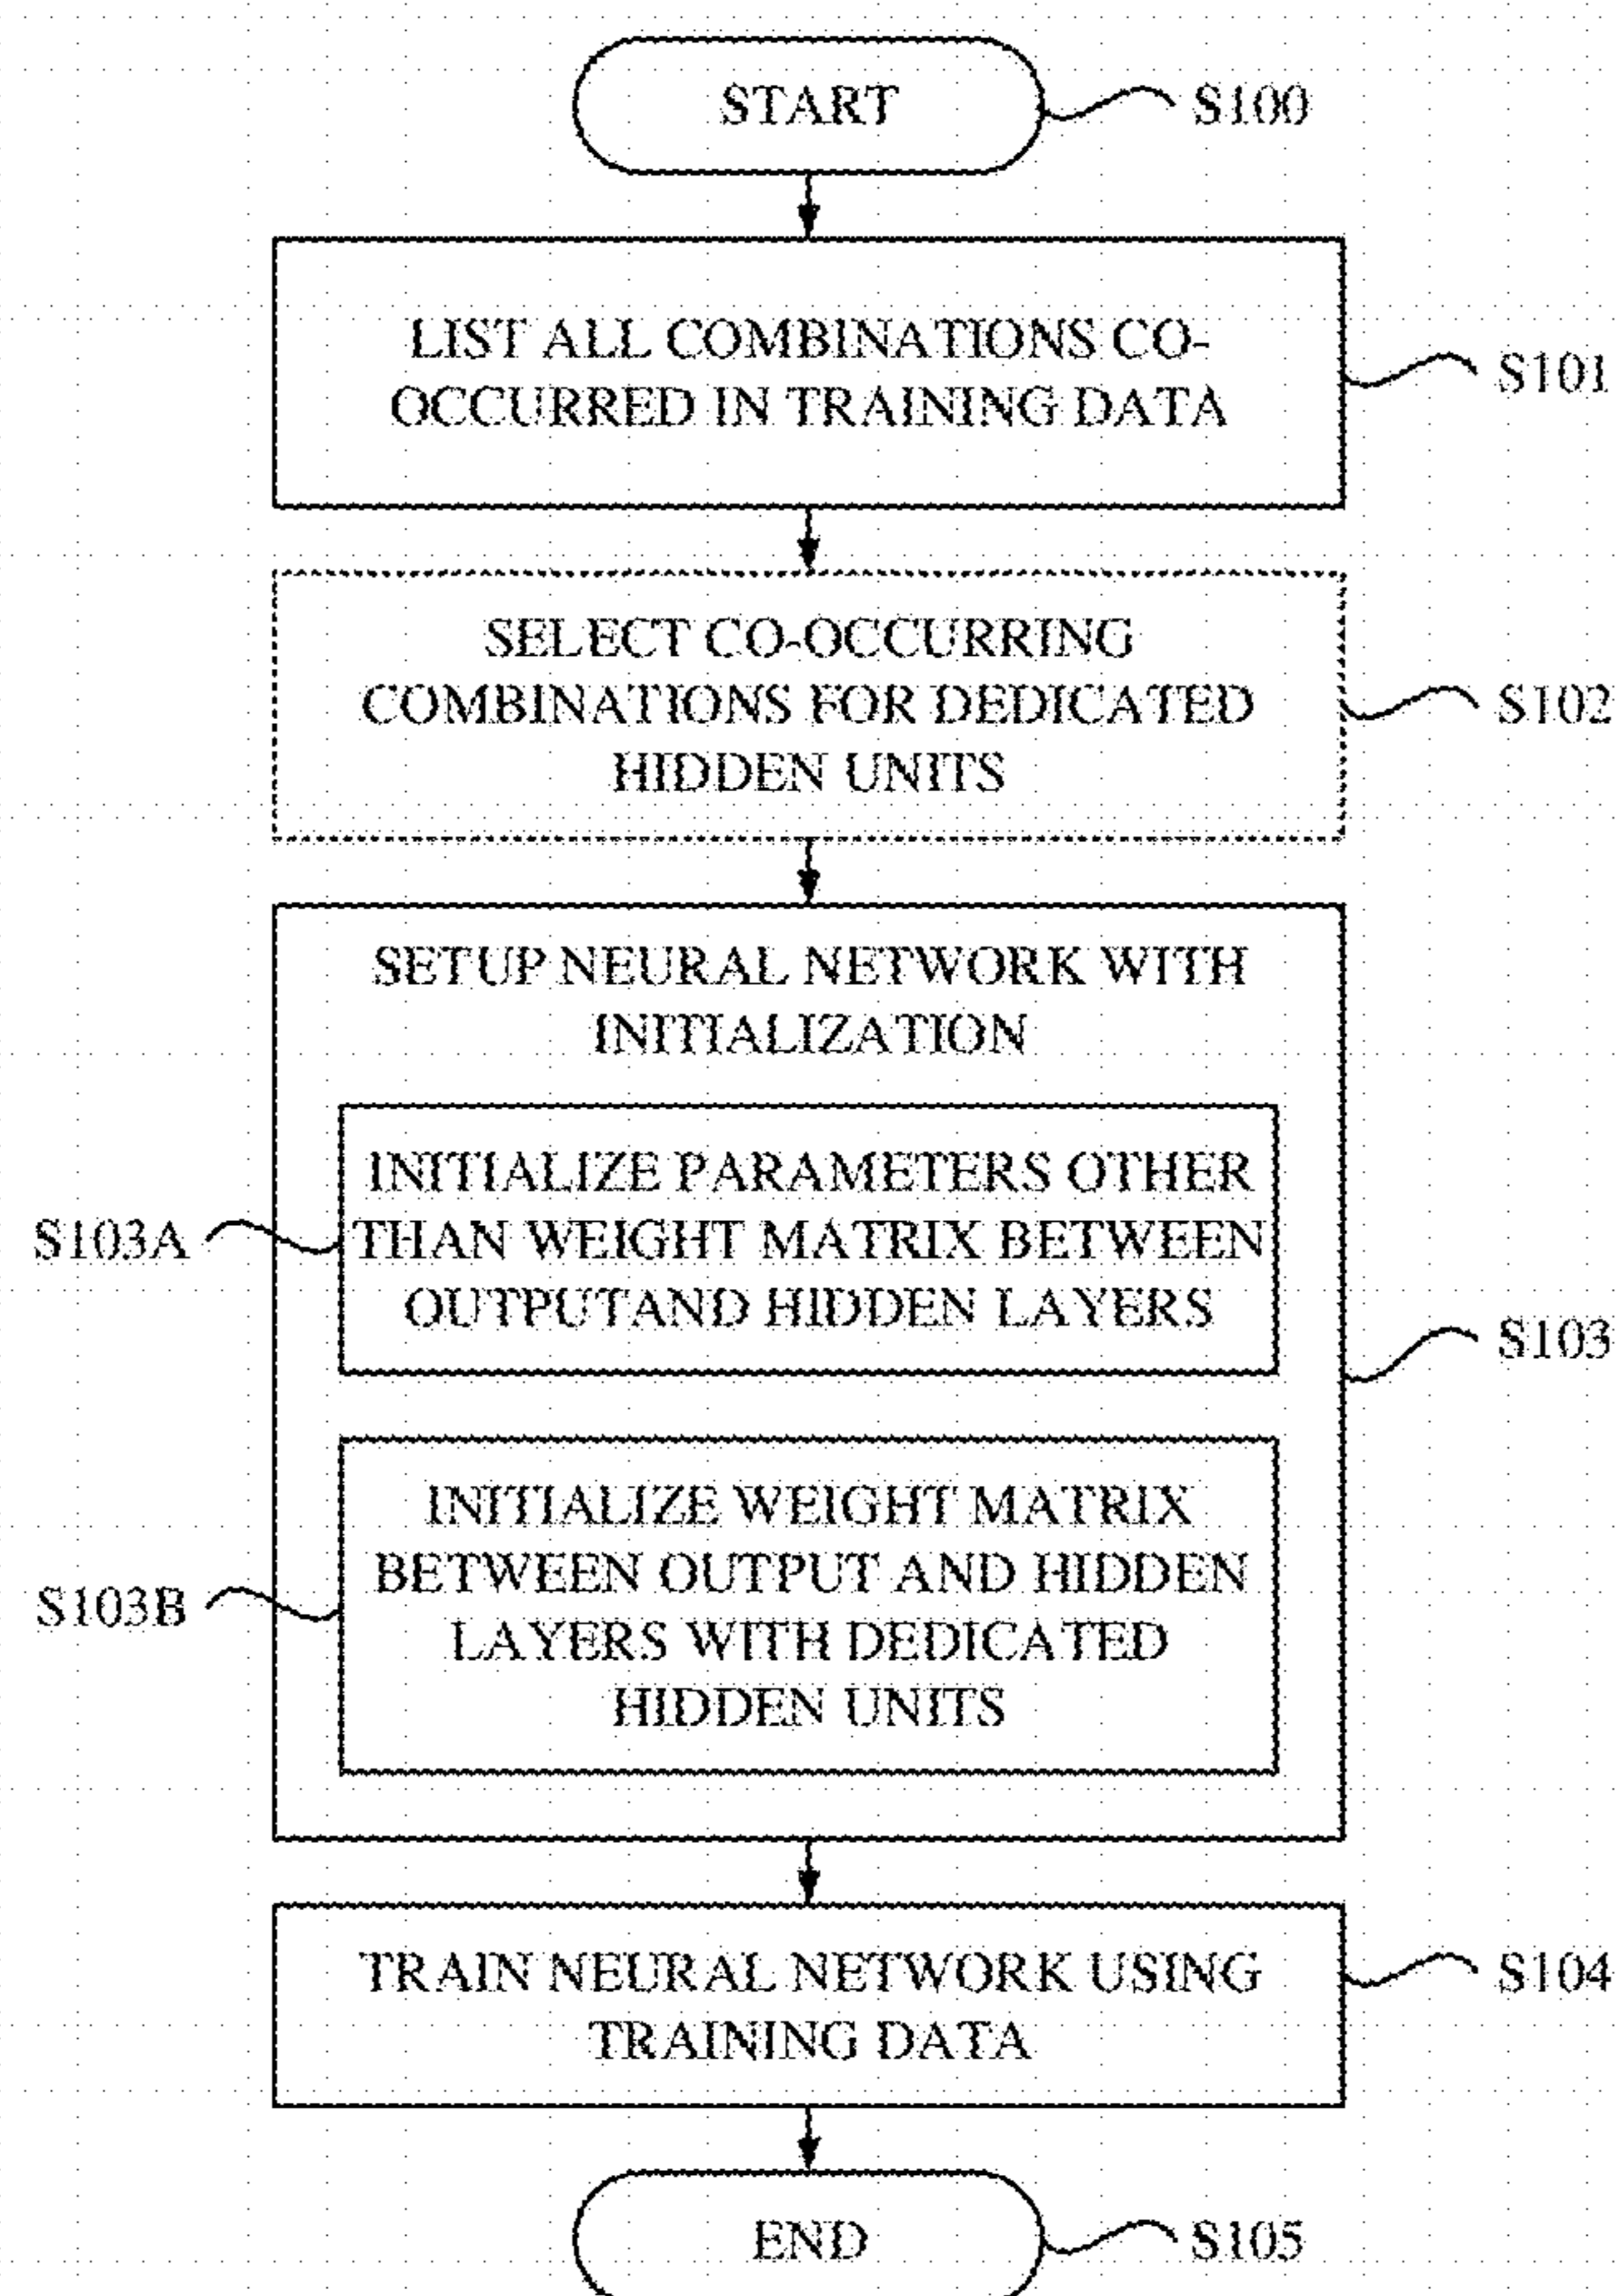 START
S100
LIST ALL COMBINATIONS CO-
OCCURRED IN TRAINING DATA
S101
SELECT CO-OCCURRING
COMBINATIONS FOR DEDICATED
HIDDEN UNITS
S102
SETUP NEURAL NETWORK WITH
INITIALIZATION
INITIALIZE PARAMETERS OTHER
THAN WEIGHT MATRIX BETWEEN
OUTPUTAND HIDDEN LAYERS
S103A
S103
INITIALIZE WEIGHT MATRIX
BETWEEN OUTPUT AND HIDDEN
LAYERS WITH DEDICATED
HIDDEN UNITS
S103B
TRAIN NEURAL NETWORK USING
TRAINING DATA
S104
END
S105